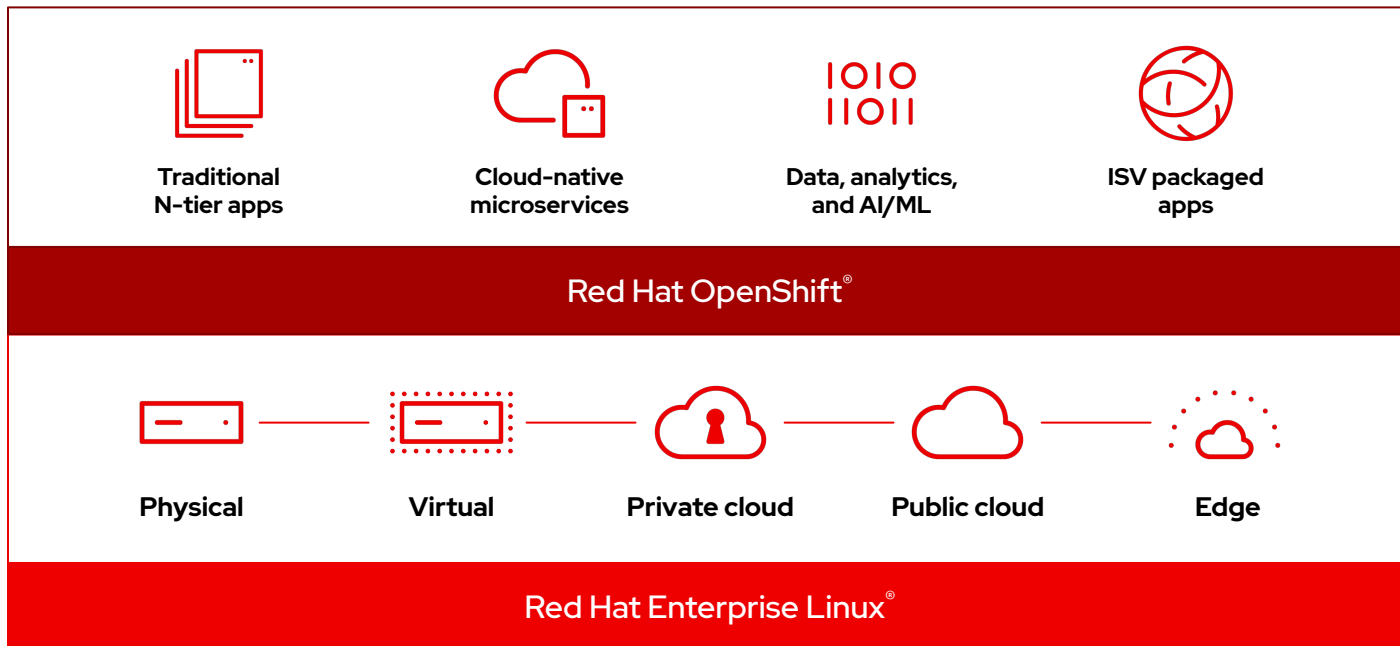 1010
11011
Traditional
N-tier apps
Cloud-native
microservices
Data, analytics,
and AI/ML
ISV packaged
apps
Red Hat OpenShift®
Physical
Virtual
Private cloud
Public cloud
Edge
Red Hat Enterprise Linux®